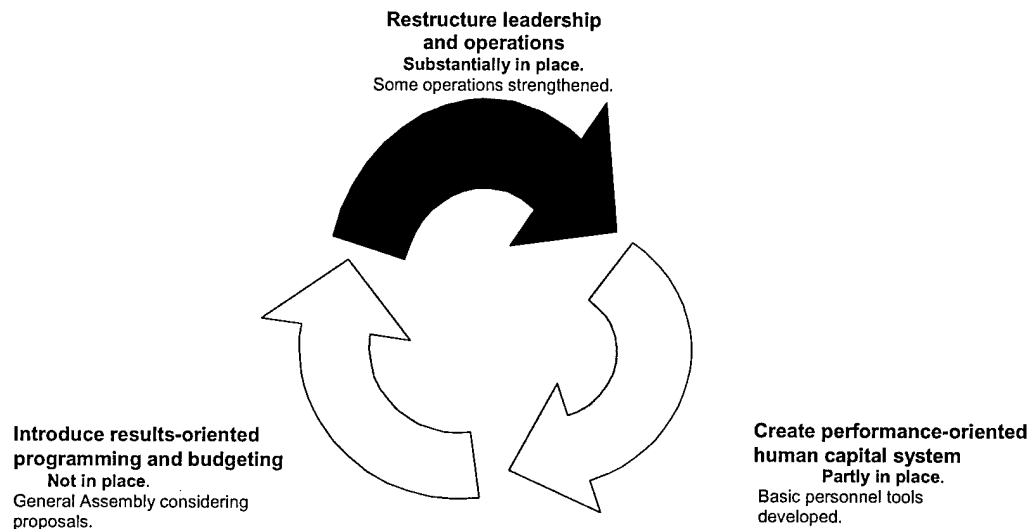 Restructure leadership
and operations
Substantially in place.
Some operations strengthened.
Introduce results-oriented
programming and budgeting
Not in place.
General Assembly considering
proposals.
Create performance-oriented
human capital system
Partly in place.
Basic personnel tools
developed.